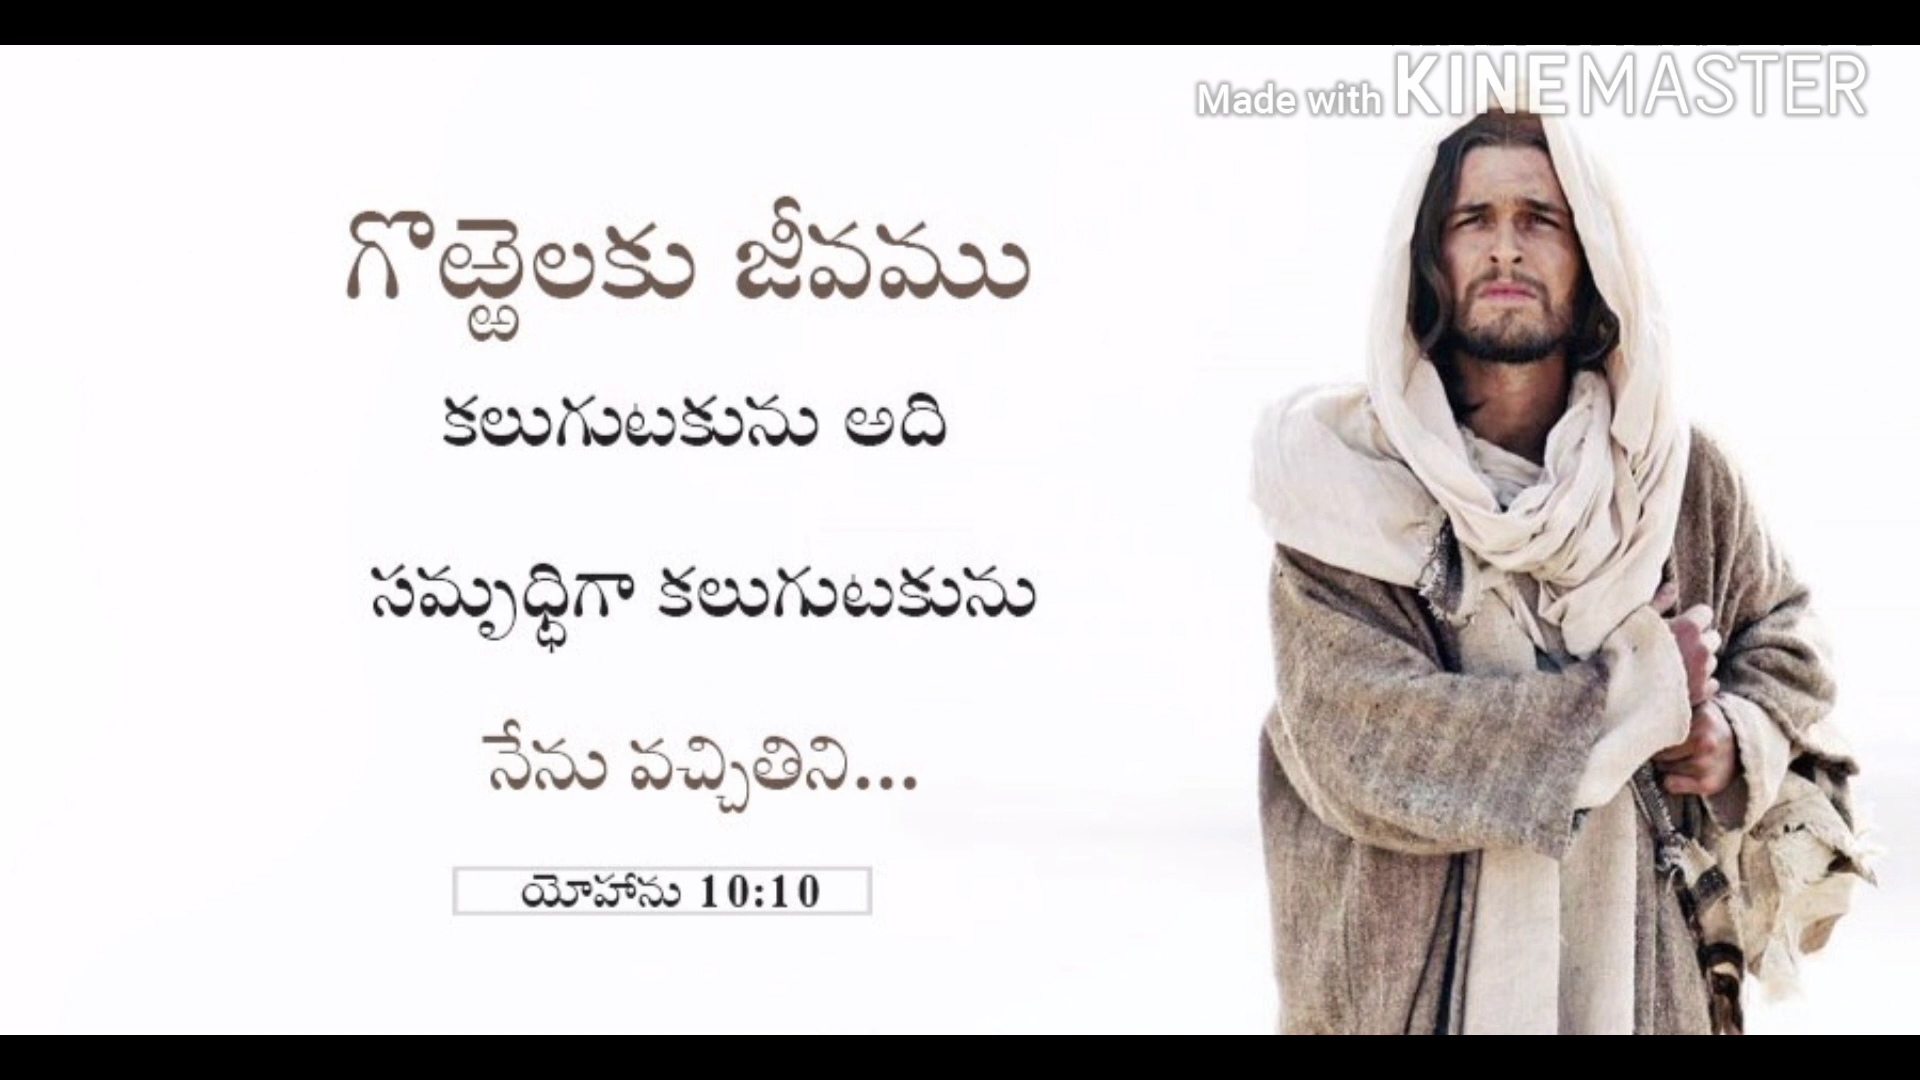 Made with KINEMASTER
గొఱ్ఱెలకు జీవము
కలుగుటకును అది
సమృద్ధిగా కలుగుటకును
నేను వచ్చితిని...
యోహాను 10:10